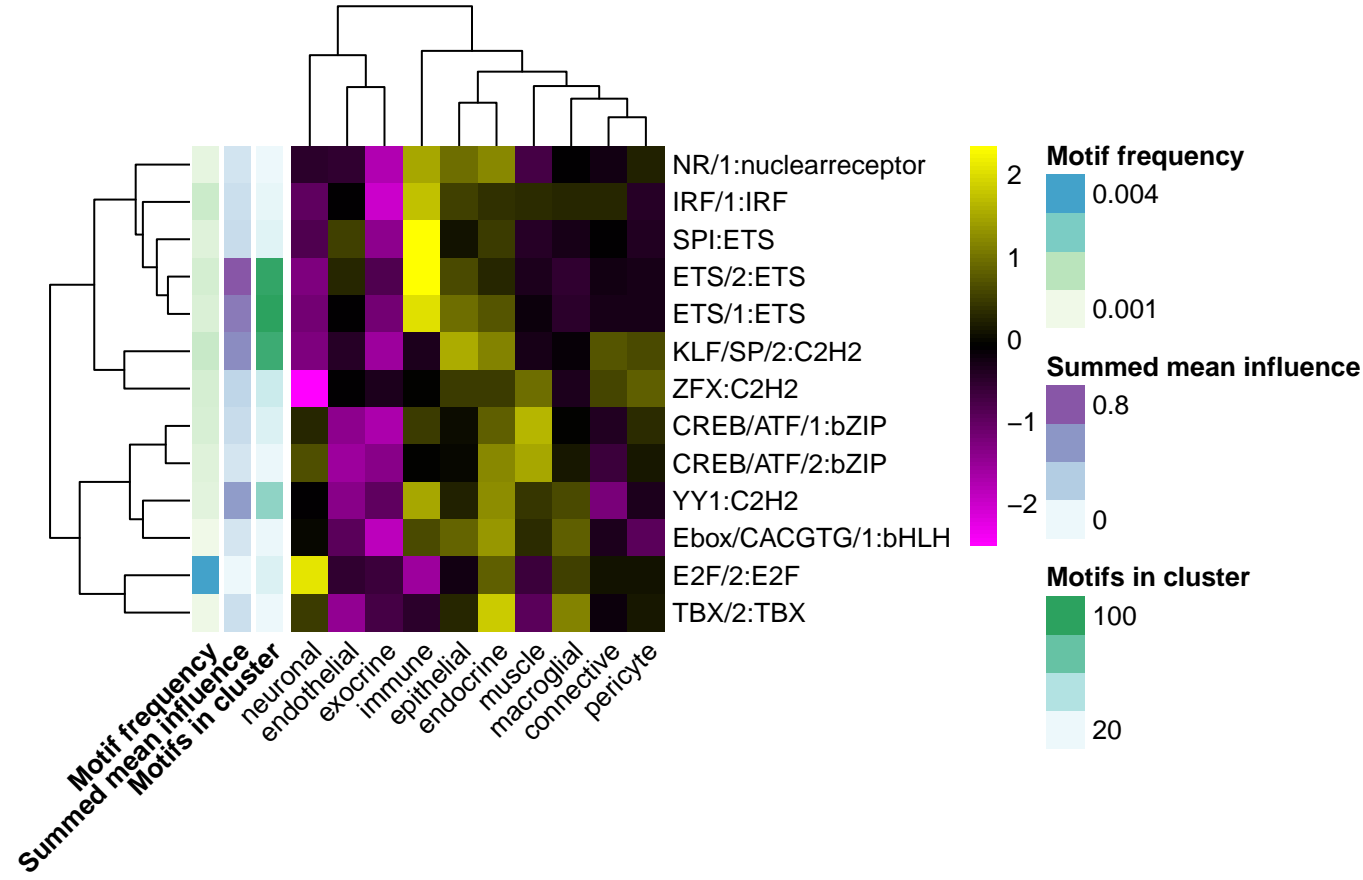 NR/1:nuclearreceptor
IRF/1:IRF
SPI:ETS
ETS/2:ETS
ETS/1:ETS
KLF/SP/2:C2H2
ZFX:C2H2
CREB/ATF/1:bZIP
CREB/ATF/2:bZIP
YY1:C2H2
Ebox/CACGTG/1:bHLH
E2F/2:E2F
TBX/2:TBX
Motif frequency
Summed mean influence
Motifs in cluster
neuronal
endothelial
exocrine
immune
epithelial
endocrine
muscle
macroglial
connective
pericyte
2
1
0
−1
−2
Motif frequency
0.004
0.001
Summed mean influence
0.8
0
Motifs in cluster
100
20